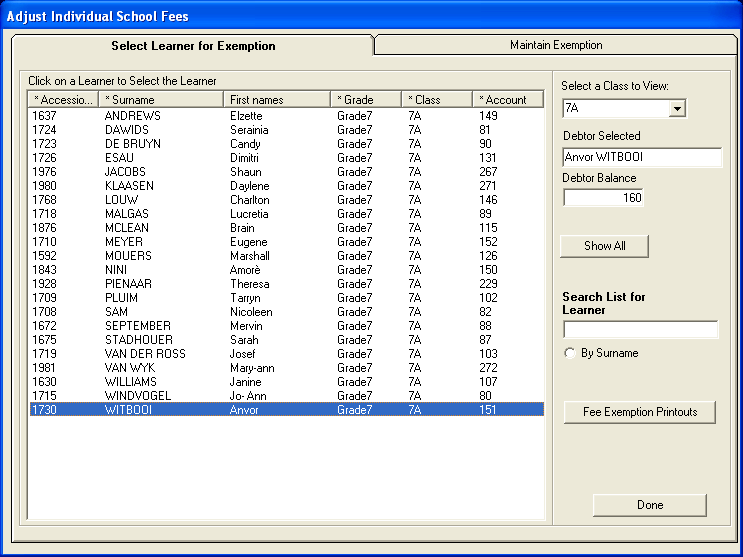 Adjust Individual School Fees
Select Learner for Exemption Maintain Exemption
Click on a Learner to Select the Learner
* Accessio... * Surname First names * Grade * Class * Account
1637 ANDREWS Elzette Grade7 7A 149
1724 DAWIDS Serainia Grade7 7A 81
1723 DE BRUYN Candy Grade7 7A 90
1726 ESAU Dimitri Grade7 7A 131
1976 JACOBS Shaun Grade7 7A 267
1980 KLAASEN Daylene Grade7 7A 271
1768 LOUW Charlton Grade7 7A 146
1718 MALGAS Lucretia Grade7 7A 89
1876 MCLEAN Brain Grade7 7A 115
1710 MEYER Eugene Grade7 7A 152
1592 MOUERS Marshall Grade7 7A 126
1843 NINI Amorè Grade7 7A 150
1928 PIENAAR Theresa Grade7 7A 229
1709 PLUIM Tarryn Grade7 7A 102
1708 SAM Nicoleen Grade7 7A 82
1672 SEPTEMBER Mervin Grade7 7A 88
1675 STADHOUER Sarah Grade7 7A 87
1719 VAN DER ROSS Josef Grade7 7A 103
1981 VAN WYK Mary-ann Grade7 7A 272
1630 WILLIAMS Janine Grade7 7A 107
1715 WINDVOGEL Jo- Ann Grade7 7A 80
1730 WITBOOI Anvor Grade7 7A 151
Select a Class to View:
7A
Debtor Selected
Anvor WITBOOI
Debtor Balance
160
Show All
Search List for
Learner
By Surname
Fee Exemption Printouts
Done